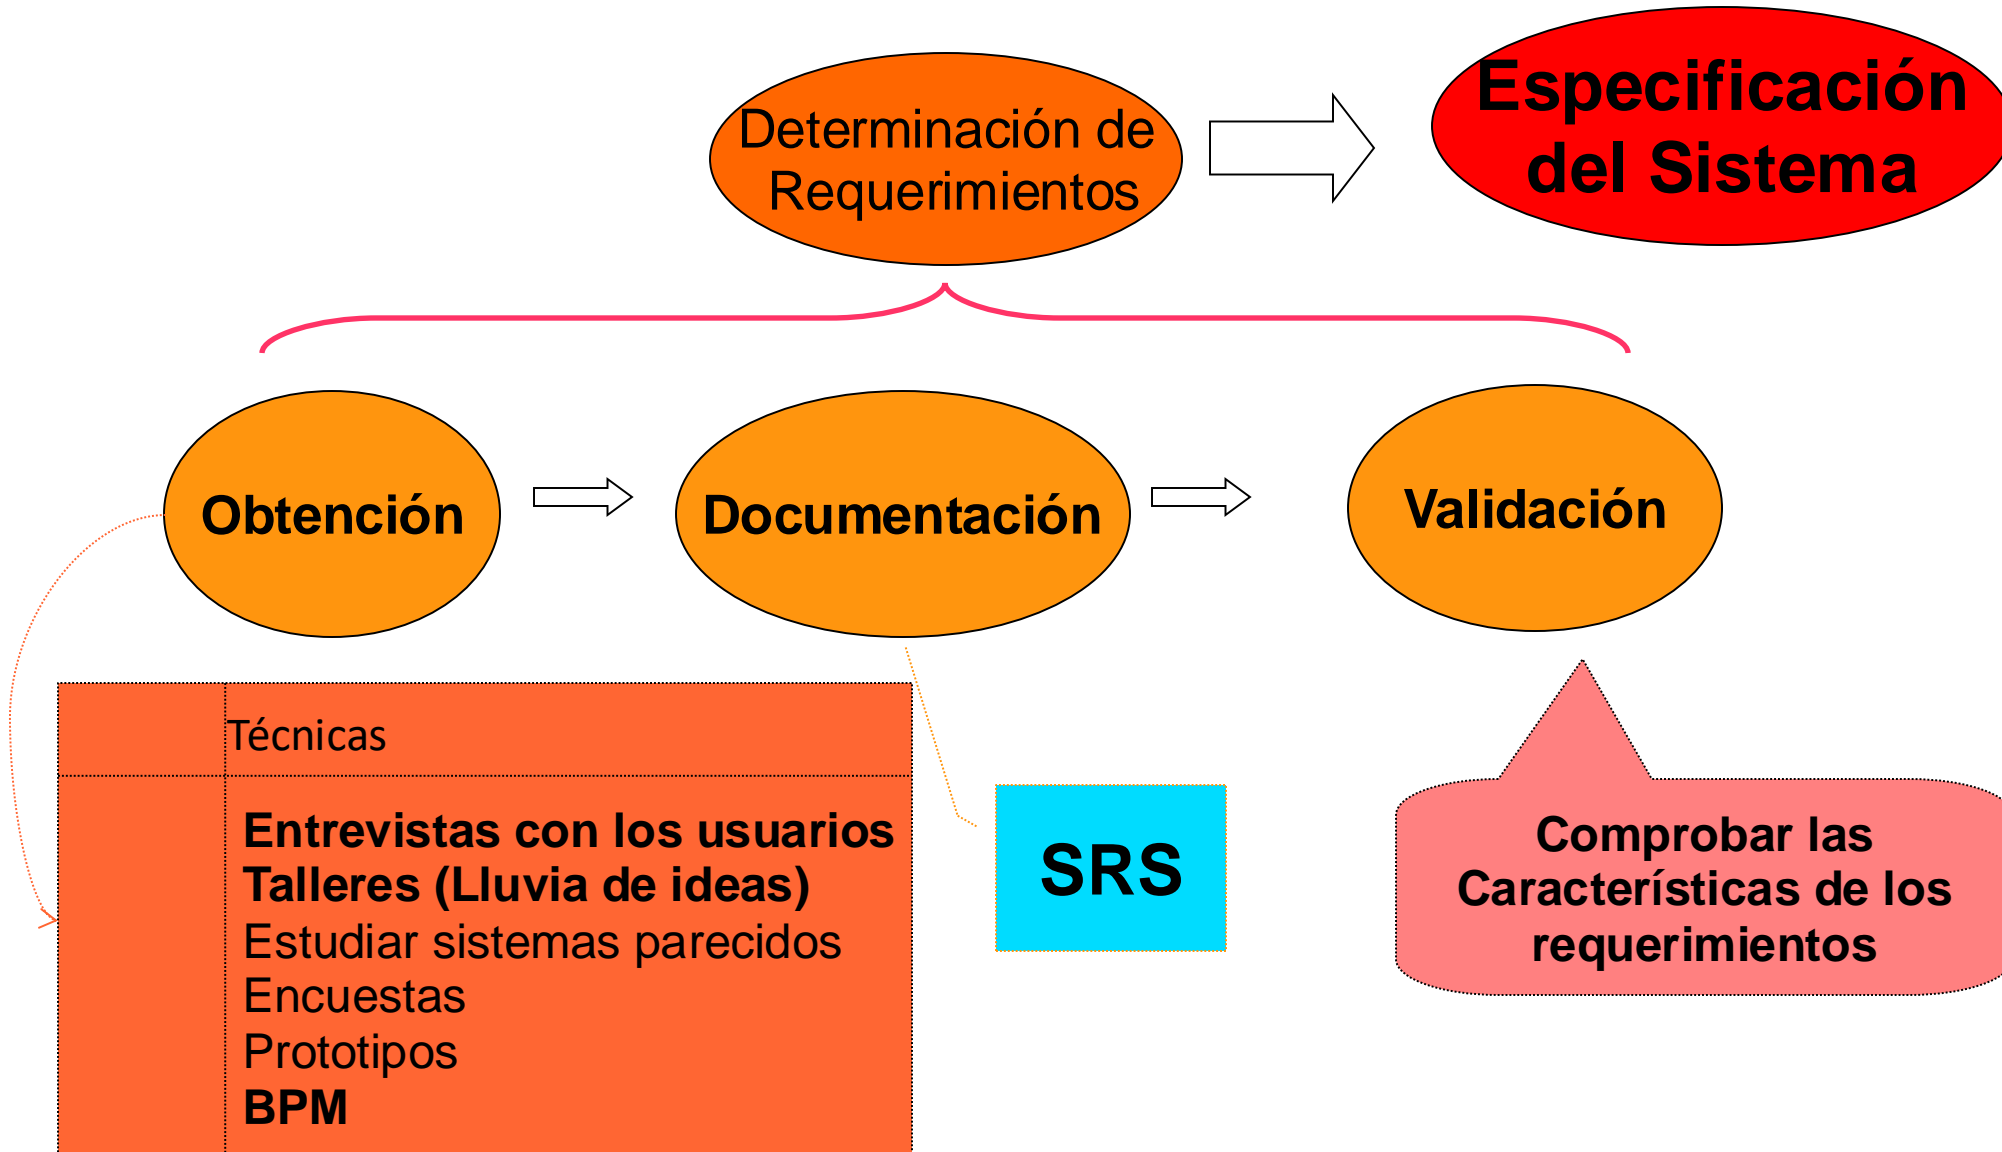 Determinación de
Requerimientos
Especificación
del Sistema
Obtención
Documentación
Validación
Técnicas
Entrevistas con los usuarios
Talleres (Lluvia de ideas)
Estudiar sistemas parecidos
Encuestas
Prototipos
BPM
SRS
Comprobar las
Características de los
requerimientos